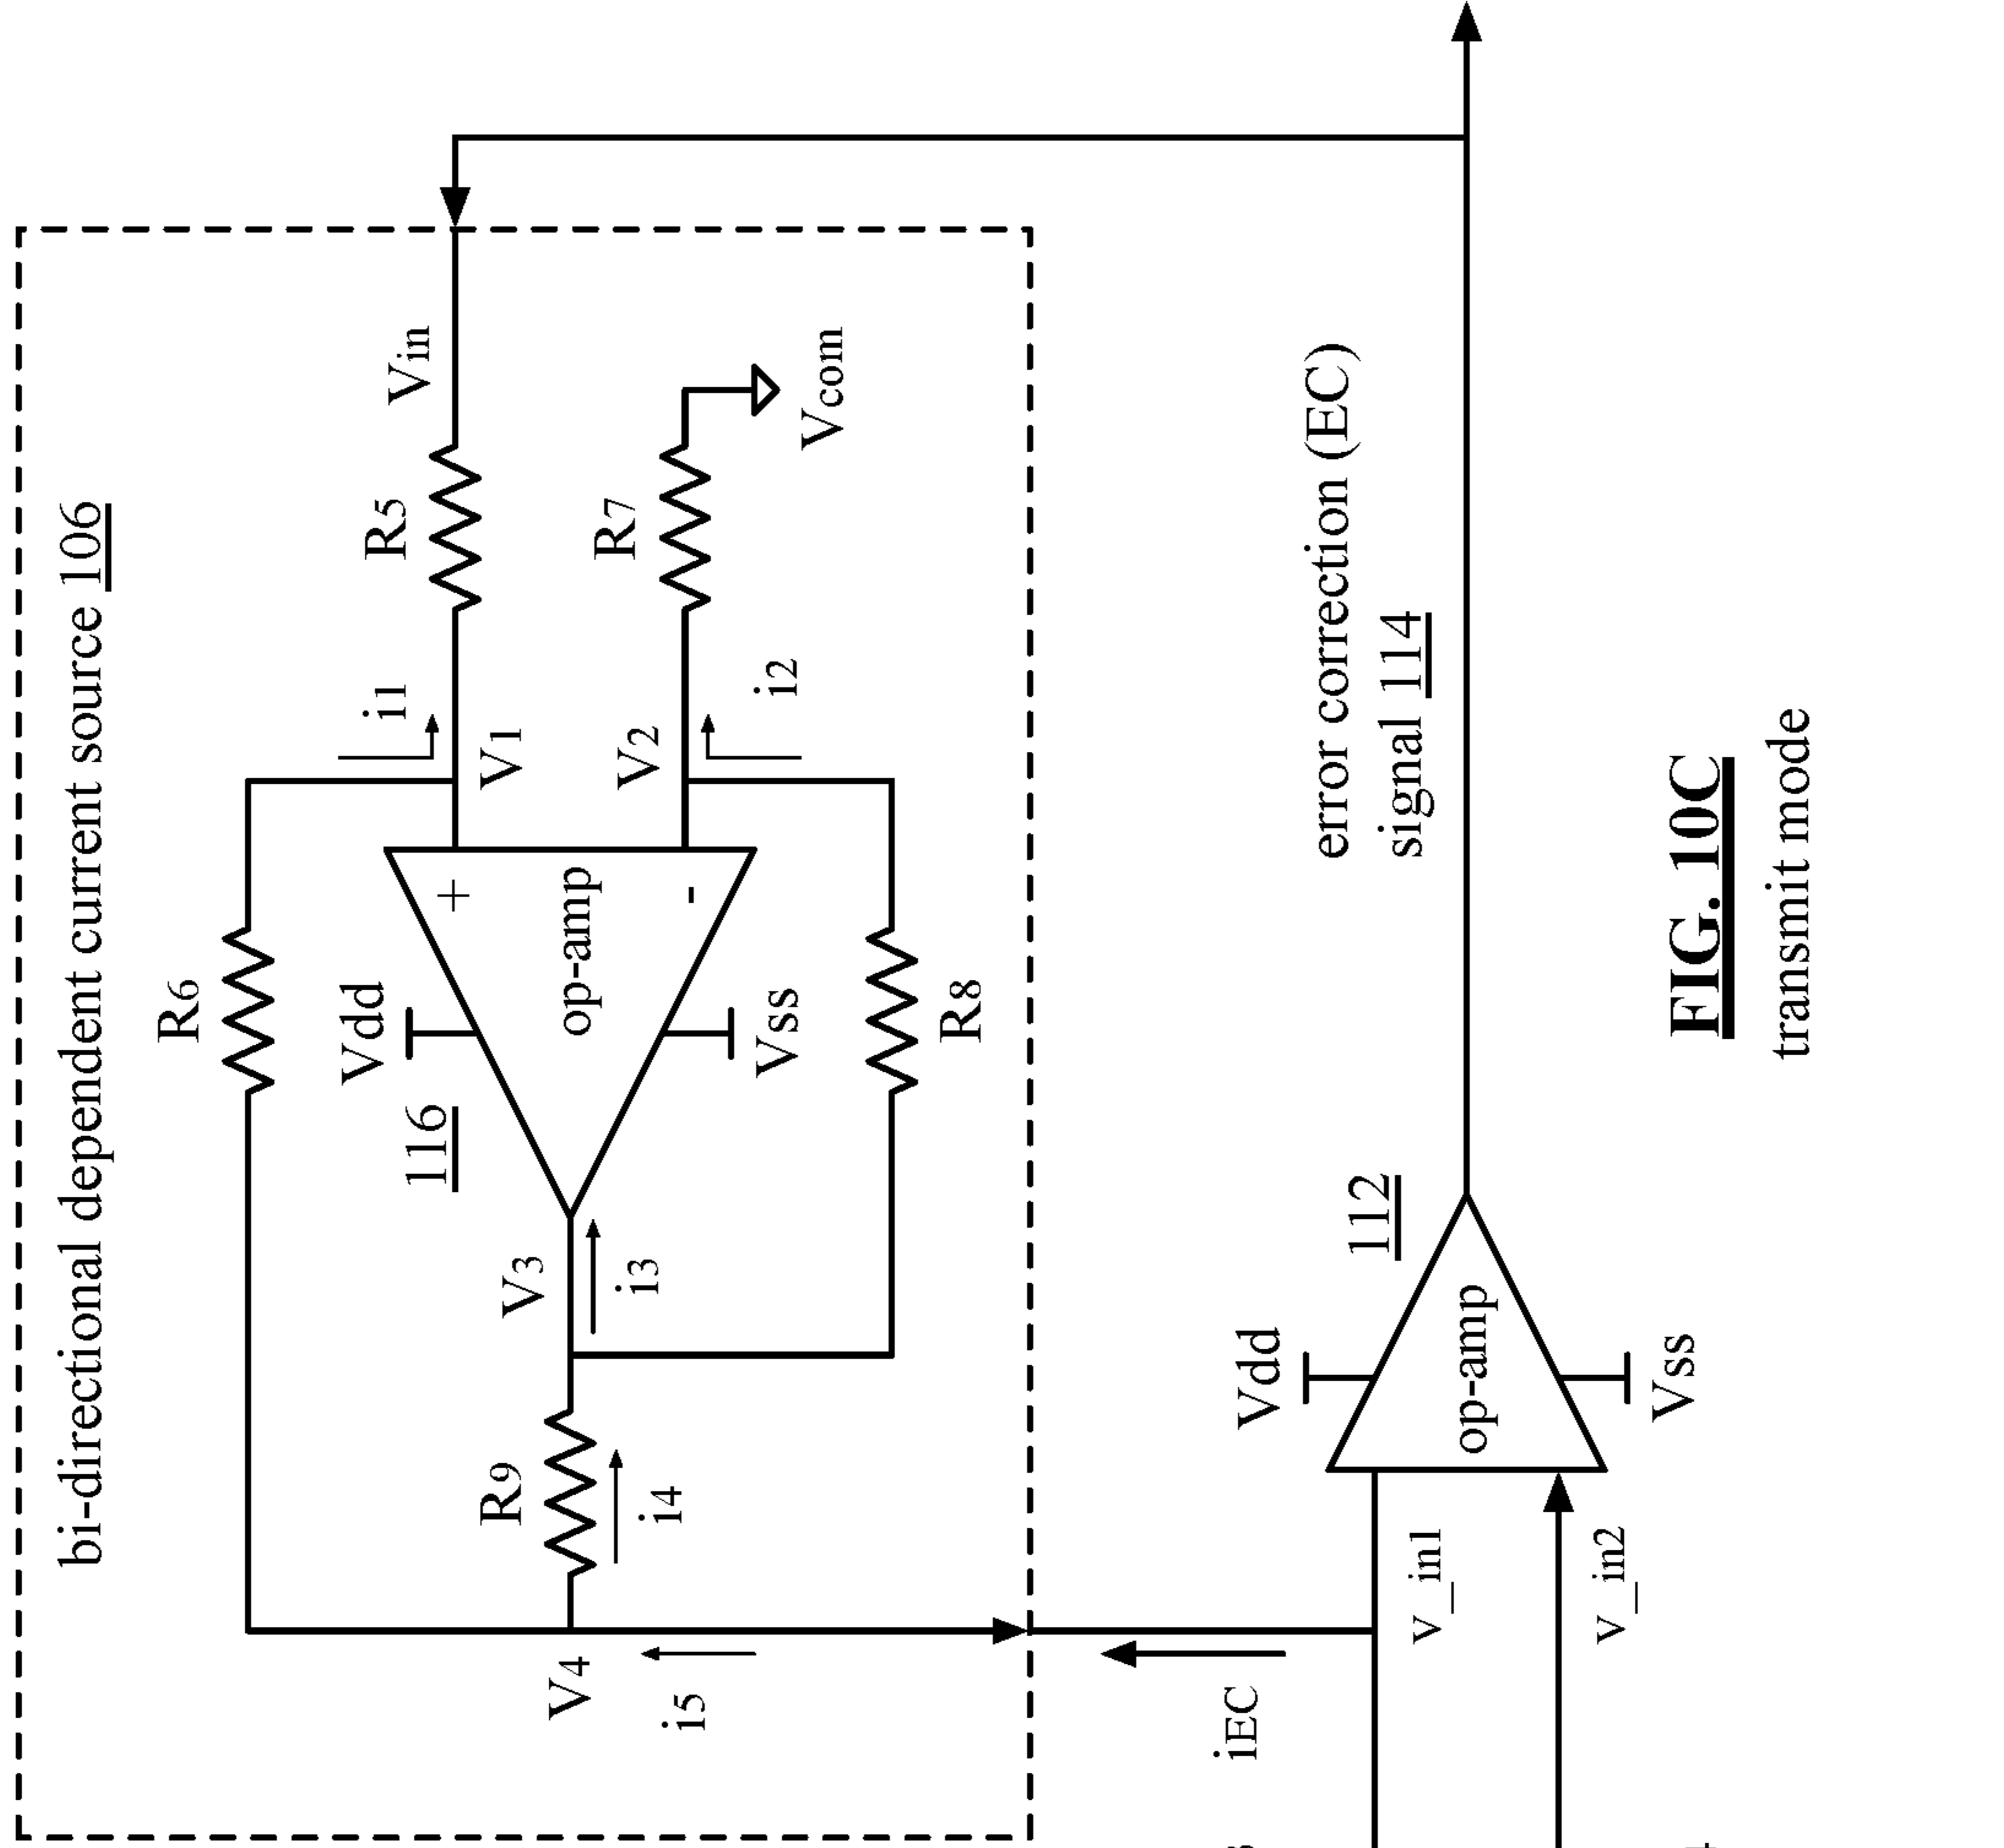 bi-directional dependent current source 106
R6
Vdd
116
R5
Vin
i1
V1
+
op-amp
-
V2
R7
Vcom
i2
Vss
R8
V3
i3
R9
i4
V4
i5
iEC
error correction (EC)
signal 114
112
Vdd
op-amp
Vss
v_in1
v_in2
FIG. 10C
transmit mode